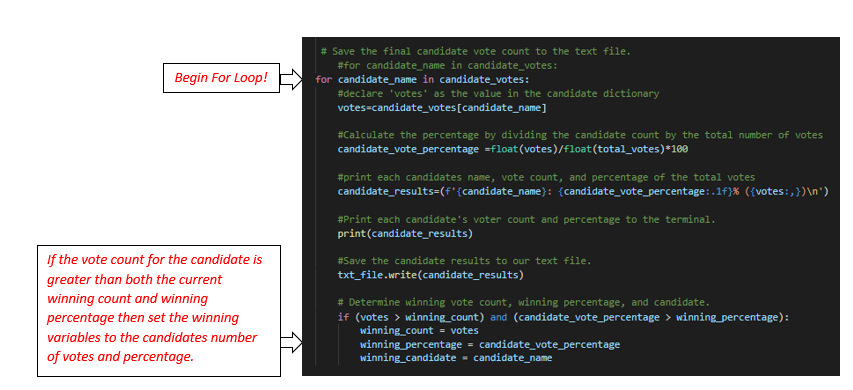 # Save the final candidate vote count to the text file.
#for candidate_name in candidate_votes:
Begin For Loop!
for candidate_name in candidate_votes:
#declare 'votes' as the value in the candidate dictionary
votes=candidate_votes[candidate_name]
#Calculate the percentage by dividing the candidate count by the total number of votes
candidate_vote_percentage =float(votes)/float(total_votes)*100
#print each candidates name, vote count, and percentage of the total votes
candidate_results=(f'{candidate_name}: {candidate_vote_percentage:.1f}% ({votes:,})\n')
#Print each candidate's voter count and percentage to the terminal.
print(candidate_results)
#Save the candidate results to our text file.
txt_file.write(candidate_results)
# Determine winning vote count, winning percentage, and candidate.
if (votes > winning_count) and (candidate_vote_percentage > winning_percentage):
winning_count = votes
winning_percentage = candidate_vote_percentage
winning_candidate = candidate_name
If the vote count for the candidate is
greater than both the current
winning count and winning
percentage then set the winning
variables to the candidates number
of votes and percentage.